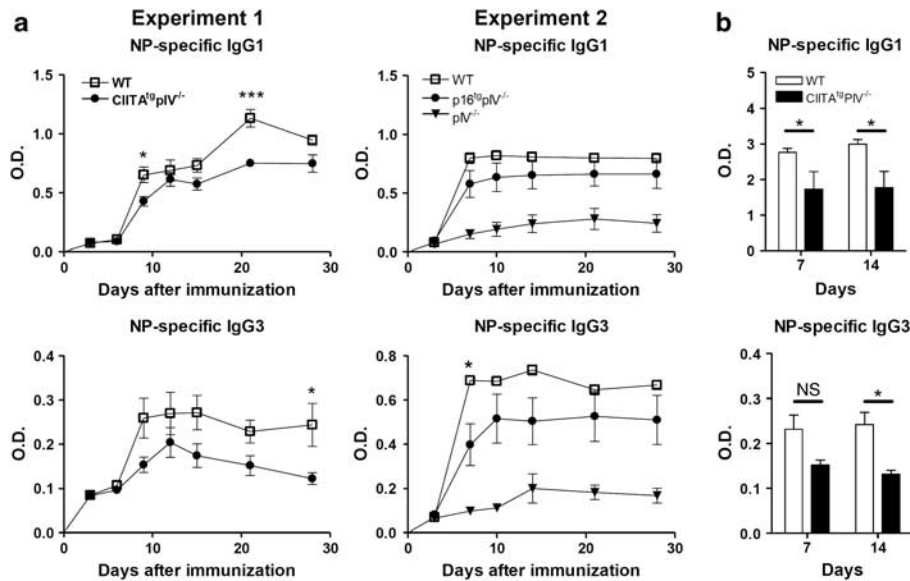 a
Experiment 1
NP-specific IgG1
1.5
1.0
0.5
0.0
O.D.
WT
CIITAtgpIV-/-
*
***
0
10
20
30
Days after immunization
Experiment 2
NP-specific IgG1
1.5
1.0
0.5
0.0
O.D.
WT
p16tgpIV-/-
pIV-/-
0
10
20
30
Days after immunization
b
NP-specific IgG1
5
4
3
2
1
0
O.D.
WT
CIITAtgPIV-/-
*
*
7
14
Days
NP-specific IgG3
0.4
0.3
0.2
0.1
0.0
O.D.
*
0
10
20
30
Days after immunization
NP-specific IgG3
0.8
0.6
0.4
0.2
0.0
O.D.
*
0
10
20
30
Days after immunization
NP-specific IgG3
0.4
0.3
0.2
0.1
0.0
O.D.
NS
*
7
14
Days